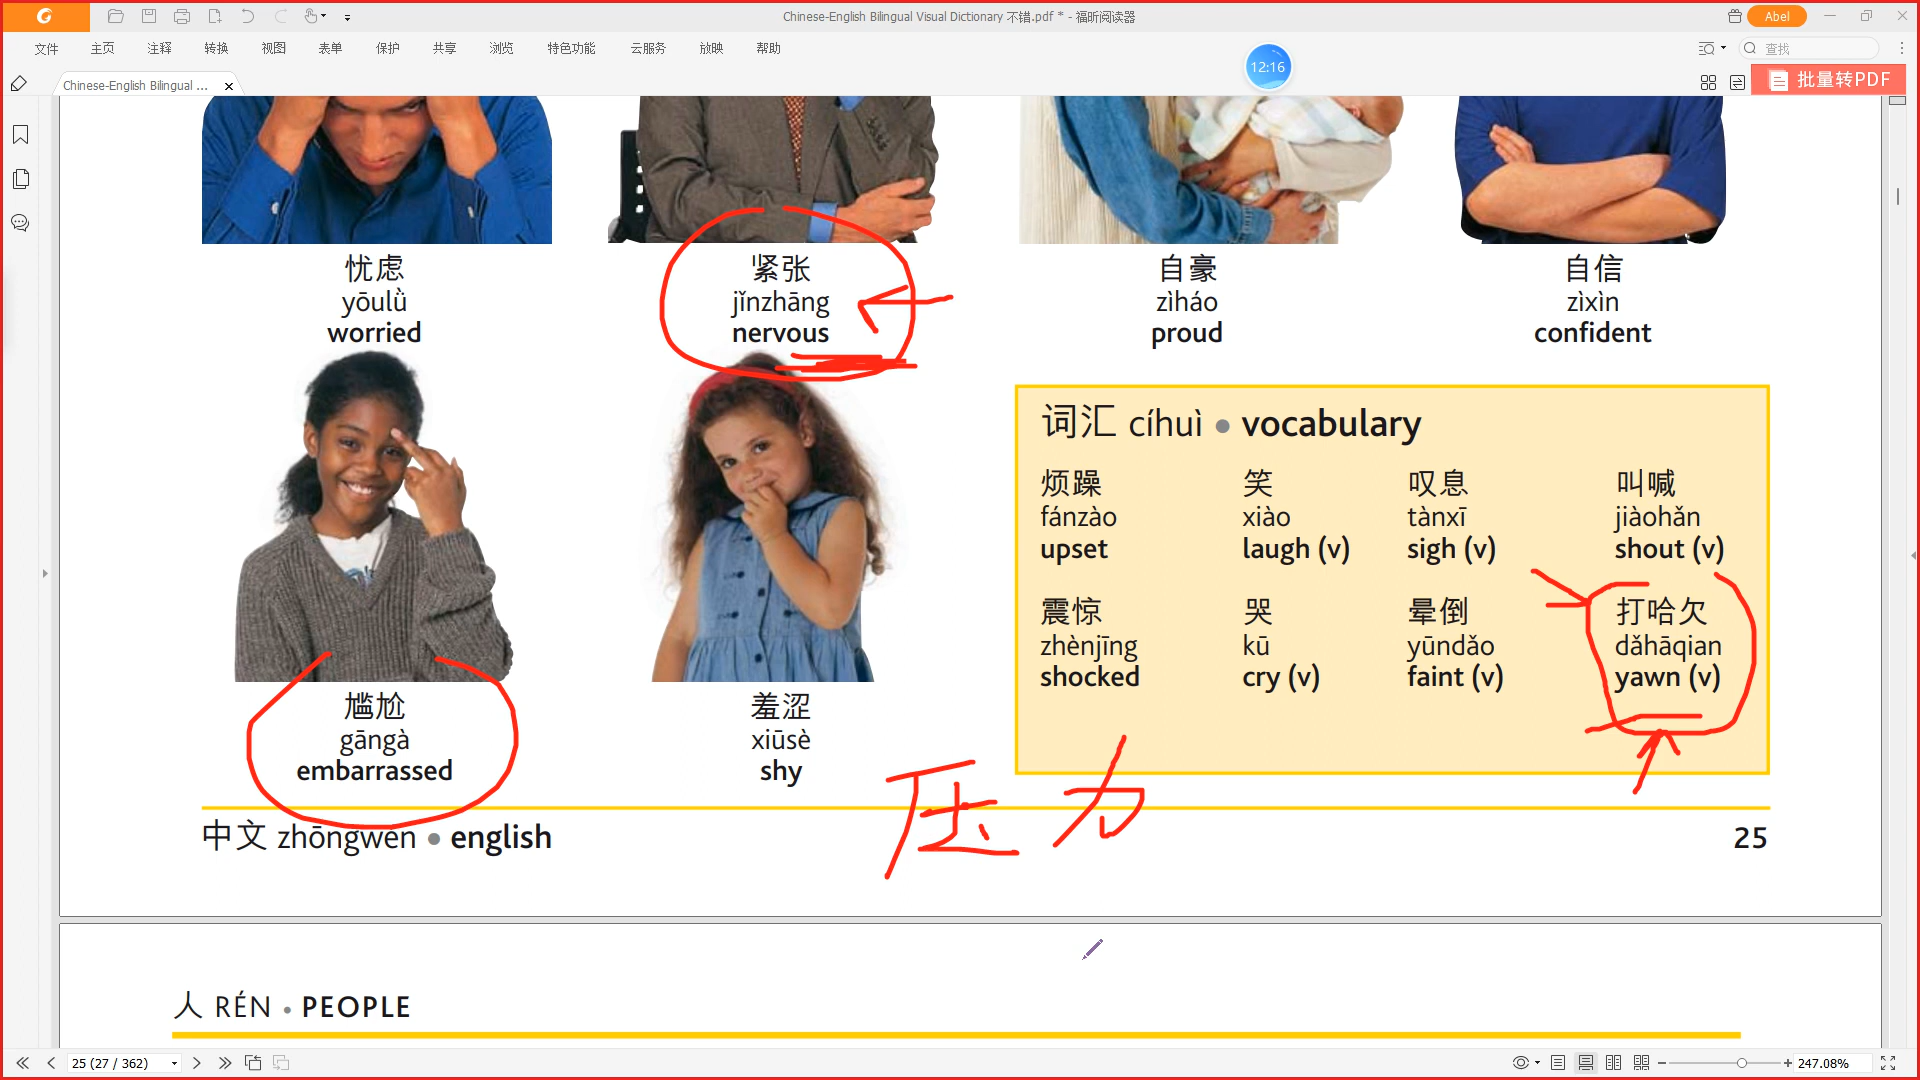 Chinese-English Bilingual Visual Dictionary 不错.pdf * - 福昕阅读器
Abel
文件 主页 注释 转换 视图 表单 保护 共享 浏览 特色功能 云服务 放映 帮助
12:16
查找
Chinese-English Bilingual ...
批量转PDF
忧虑
yōulǜ
worried
紧张
jǐnzhāng
nervous
自豪
zìháo
proud
自信
zìxìn
confident
尴尬
gāngà
embarrassed
羞涩
xiūsè
shy
词汇 cíhuì • vocabulary
烦躁
fánzào
upset
笑
xiào
laugh (v)
叹息
tànxī
sigh (v)
叫喊
jiàohǎn
shout (v)
震惊
zhènjīng
shocked
哭
kū
cry (v)
晕倒
yūndǎo
faint (v)
打哈欠
dǎhāqian
yawn (v)
压力
中文 zhōngwén • english
25
人 RÉN • PEOPLE
25 (27 / 362)
247.08%